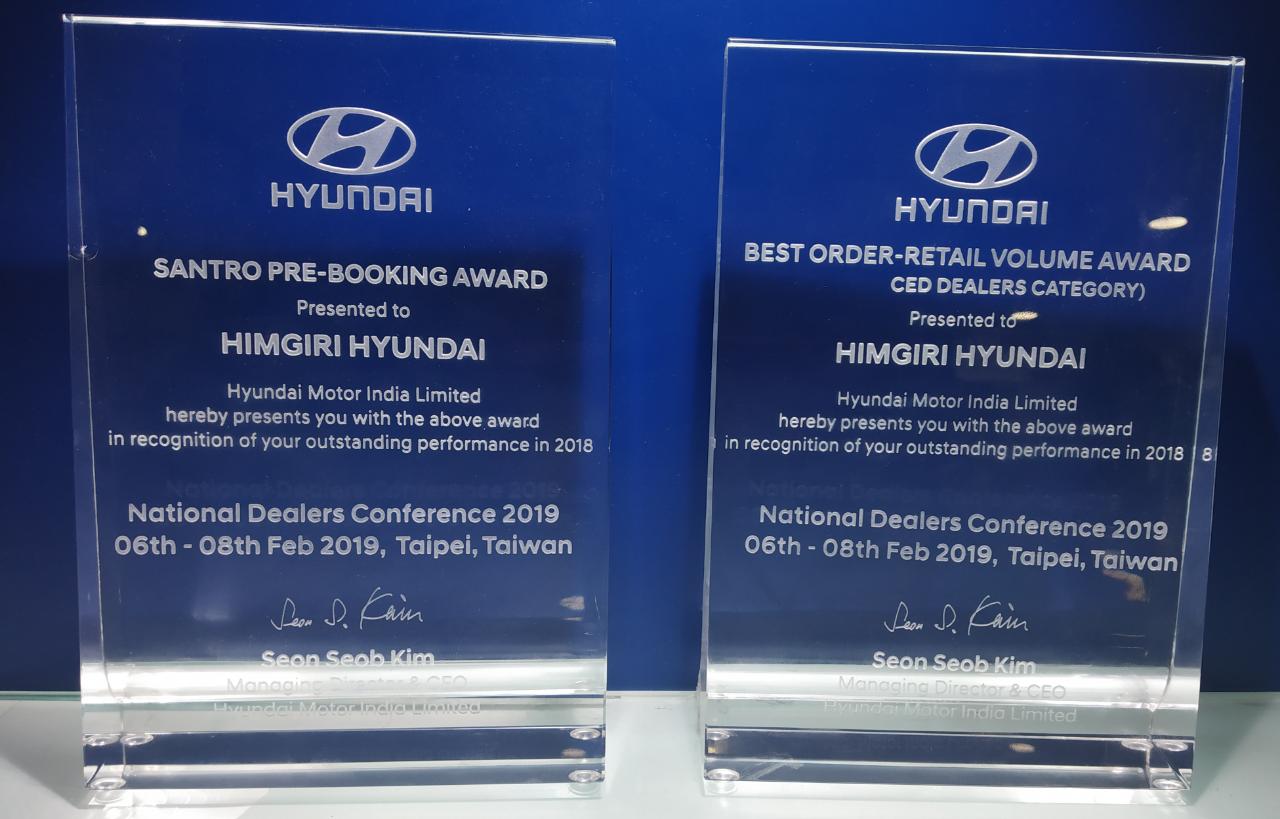 HYUNDAI
SANTRO PRE-BOOKING AWARD
Presented to
HIMGIRI HYUNDAI
Hyundai Motor India Limited
hereby presents you with the above award
in recognition of your outstanding performance in 2018
National Dealers Conference 2019
06th - 08th Feb 2019, Taipei, Taiwan
Seon S. Kim
Seon Seob Kim
Managing Director & CEO
Hyundai Motor India Limited
HYUNDAI
BEST ORDER-RETAIL VOLUME AWARD
CED DEALERS CATEGORY)
Presented to
HIMGIRI HYUNDAI
Hyundai Motor India Limited
hereby presents you with the above award
in recognition of your outstanding performance in 2018
National Dealers Conference 2019
06th - 08th Feb 2019, Taipei, Taiwan
Seon S. Kim
Seon Seob Kim
Managing Director & CEO
Hyundai Motor India Limited